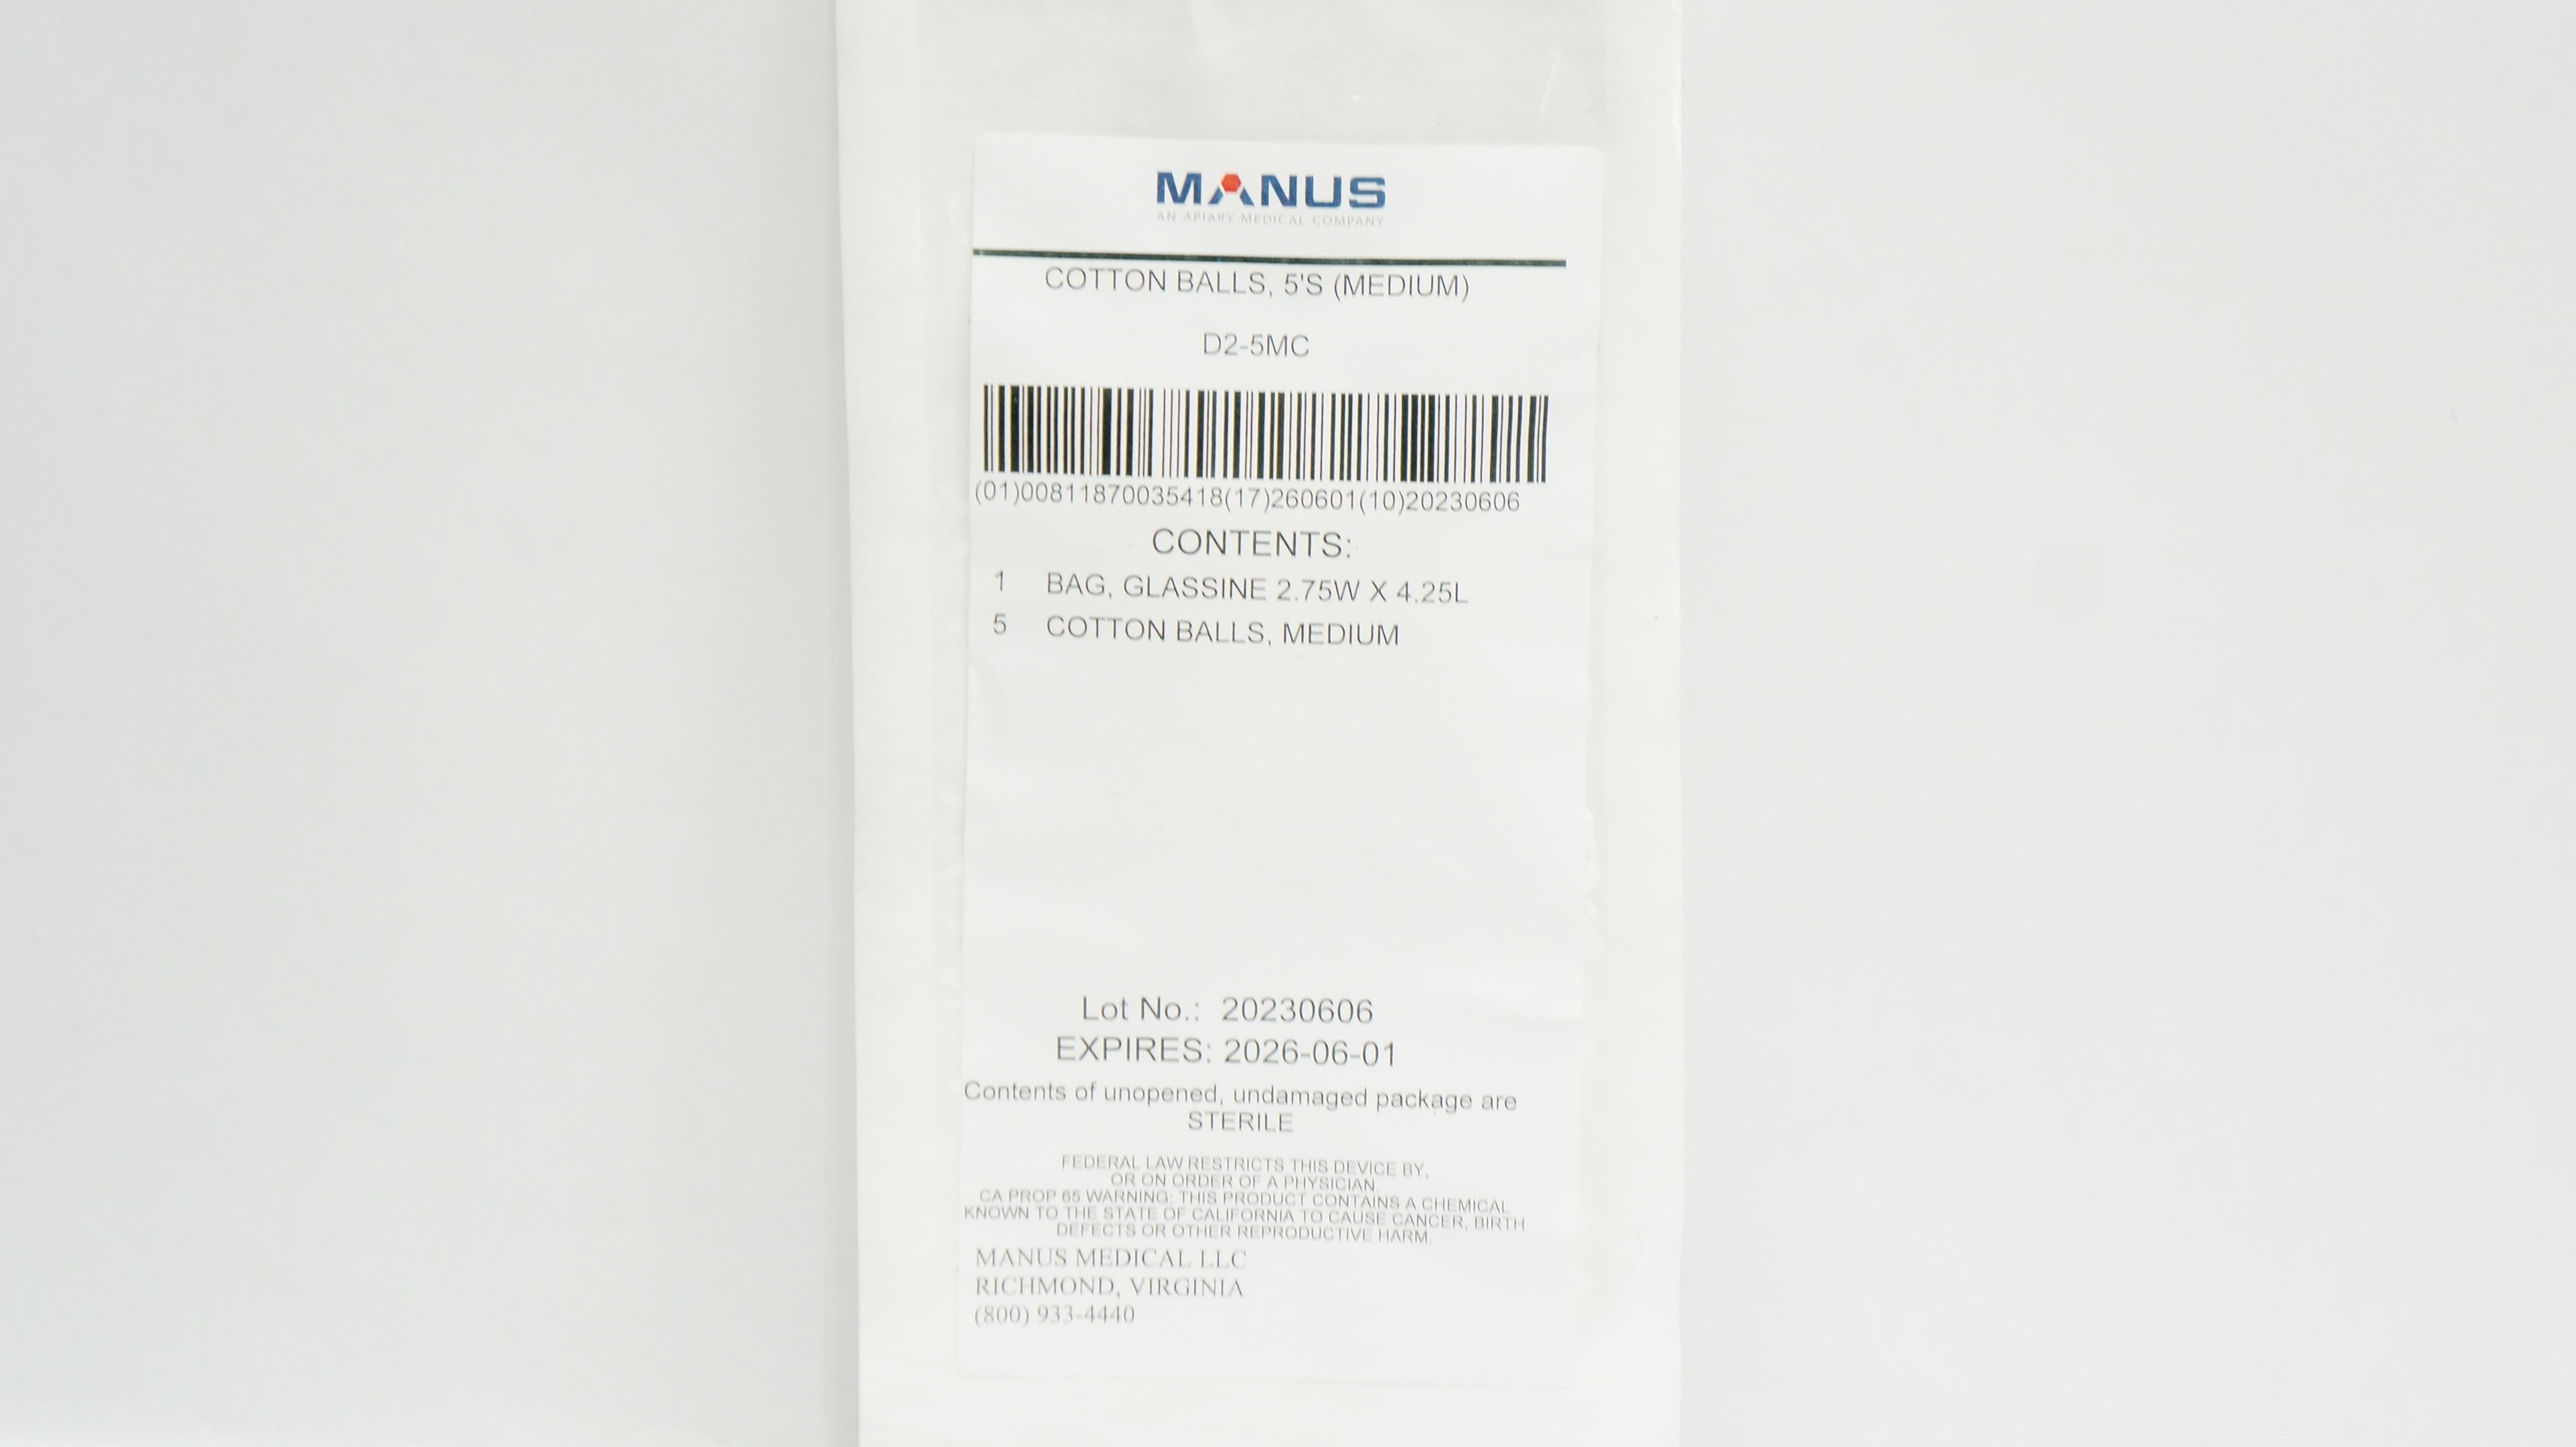 MANUS
AN APIARY MEDICAL COMPANY
COTTON BALLS, 5'S (MEDIUM)
D2-5MC
(01)00811870035418(17)260601(10)20230606
CONTENTS:
1 BAG, GLASSINE 2.75W X 4.25L
5 COTTON BALLS, MEDIUM
Lot No.: 20230606
EXPIRES: 2026-06-01
Contents of unopened, undamaged package are
STERILE
FEDERAL LAW RESTRICTS THIS DEVICE BY,
OR ON ORDER OF A PHYSICIAN.
CA PROP 65 WARNING: THIS PRODUCT CONTAINS A CHEMICAL
KNOWN TO THE STATE OF CALIFORNIA TO CAUSE CANCER, BIRTH
DEFECTS OR OTHER REPRODUCTIVE HARM.
MANUS MEDICAL LLC
RICHMOND, VIRGINIA
(800) 933-4440